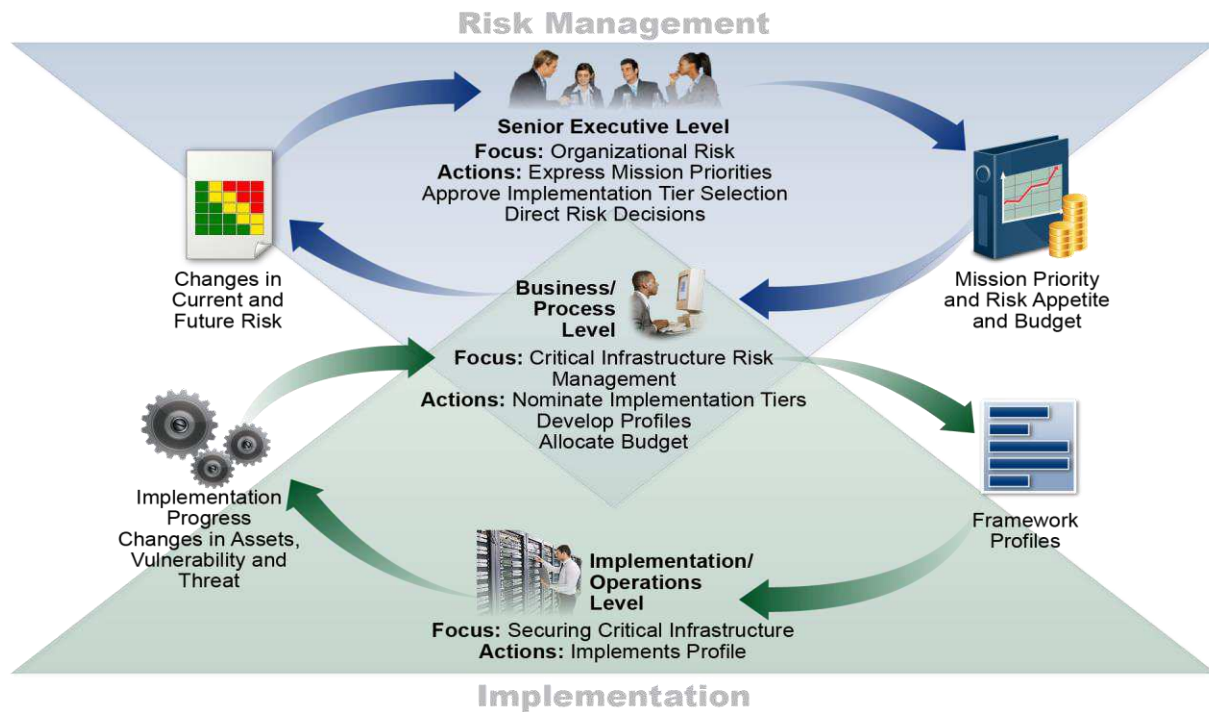 Risk Management
Senior Executive Level
Focus: Organizational Risk
Actions: Express Mission Priorities
Approve Implementation Tier Selection
Direct Risk Decisions
Changes in
Current and
Future Risk
Mission Priority
and Risk Appetite
and Budget
Business/
Process
Level
Focus: Critical Infrastructure Risk
Management
Actions: Nominate Implementation Tiers
Develop Profiles
Allocate Budget
Implementation
Progress
Changes in Assets,
Vulnerability and
Threat
Framework
Profiles
Implementation/
Operations
Level
Focus: Securing Critical Infrastructure
Actions: Implements Profile
Implementation